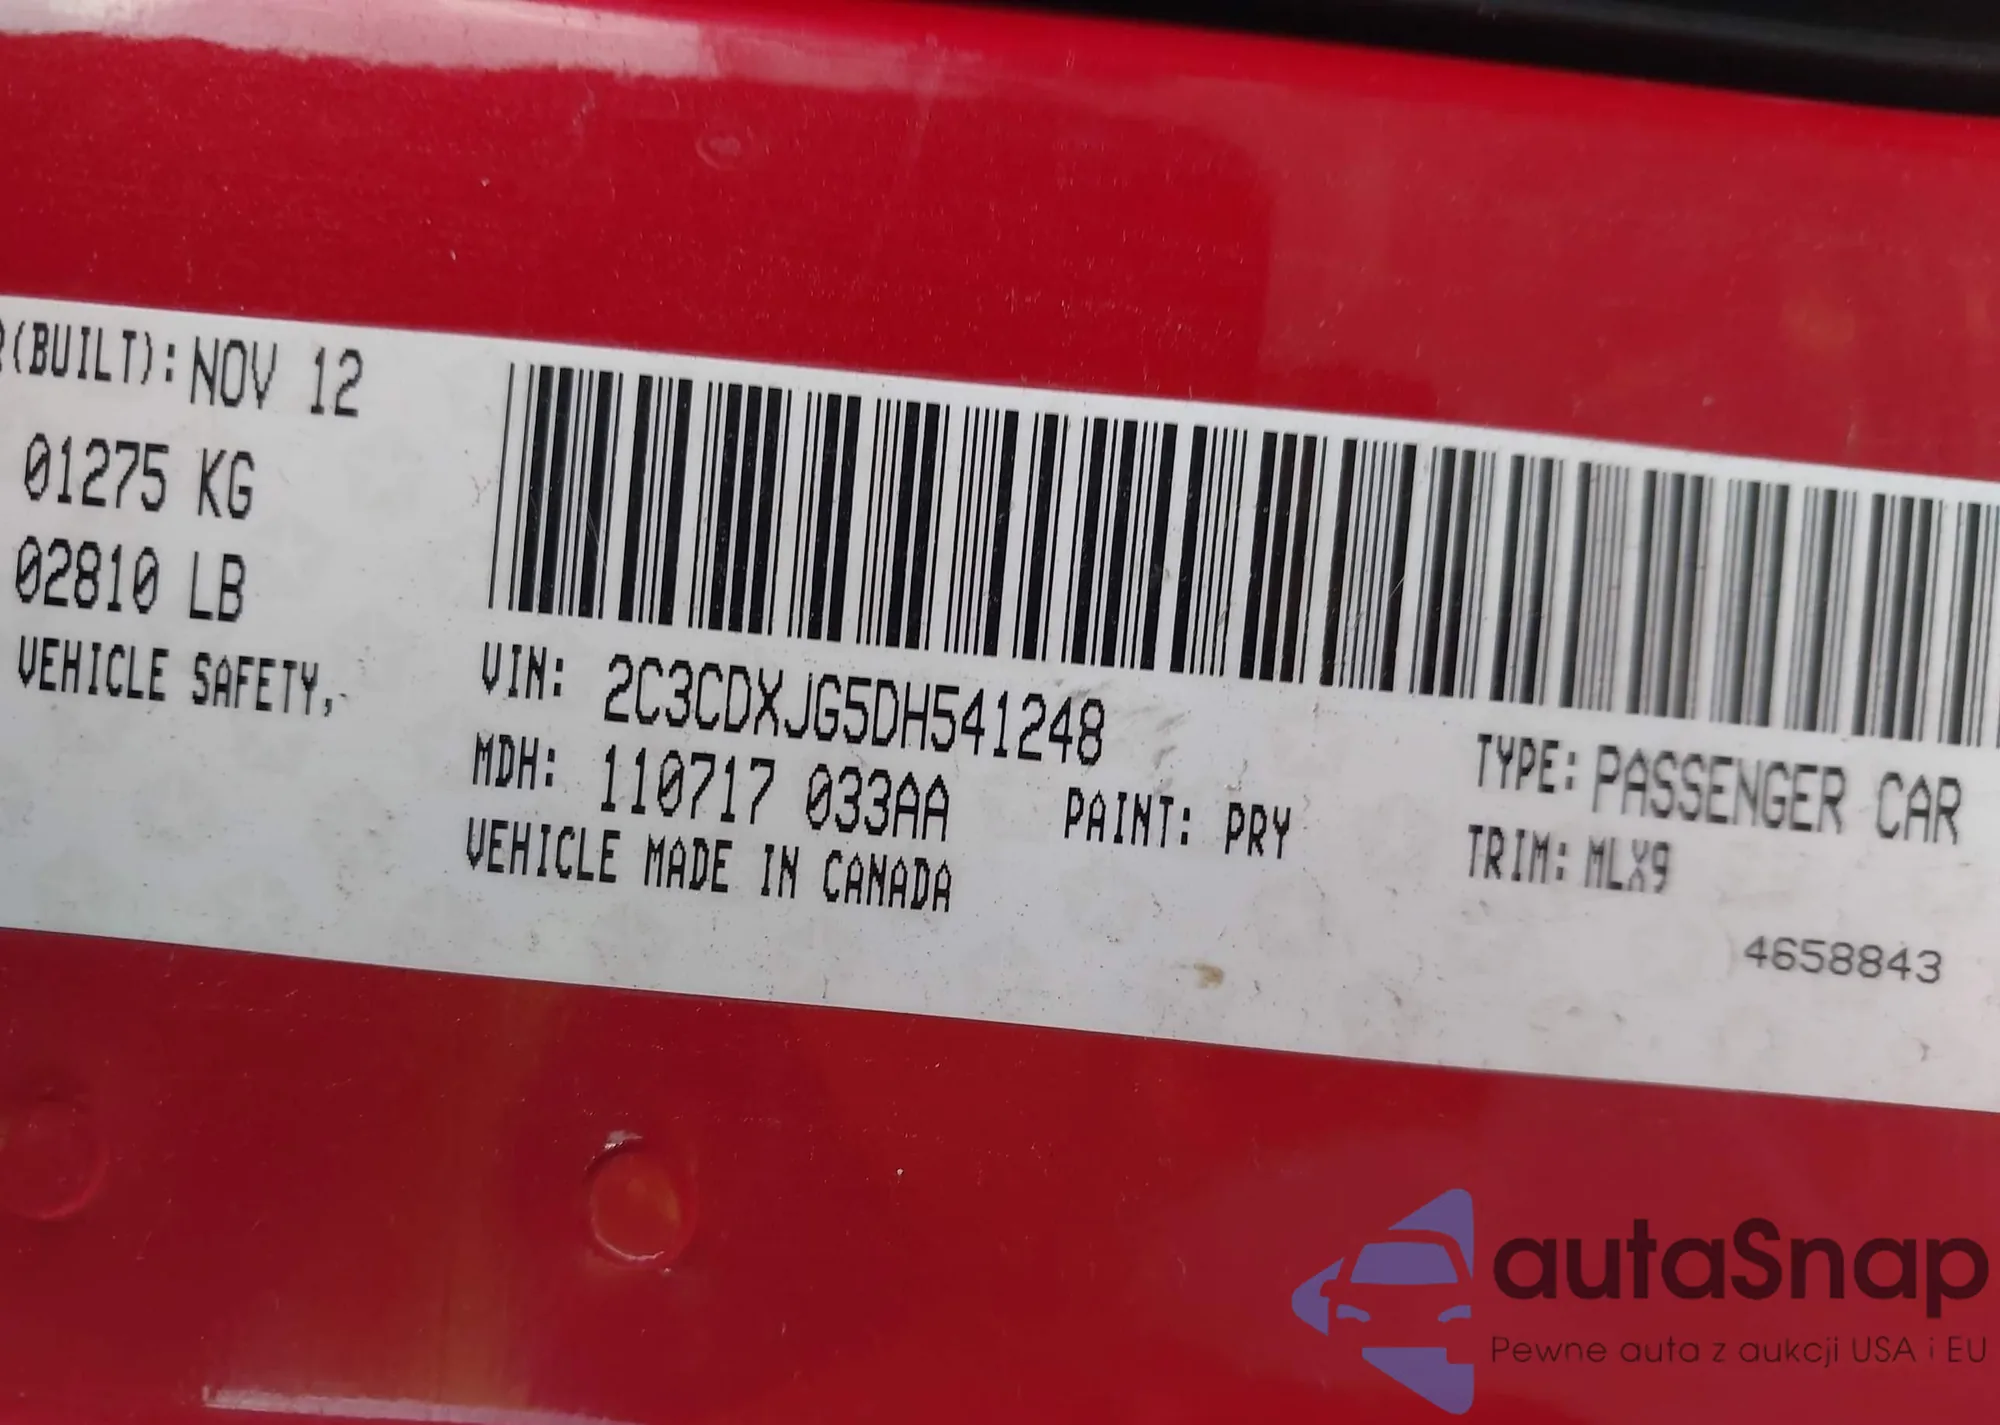 (BUILT): NOV 12
01275 KG
02810 LB
VEHICLE SAFETY,
VIN: 2C3CDXJG5DH541248
MDH: 110717 033AA PAINT: PRY
VEHICLE MADE IN CANADA
TYPE: PASSENGER CAR
TRIM: MLX9
4658843
autaSnap
Pewne auta z aukcji USA i EU